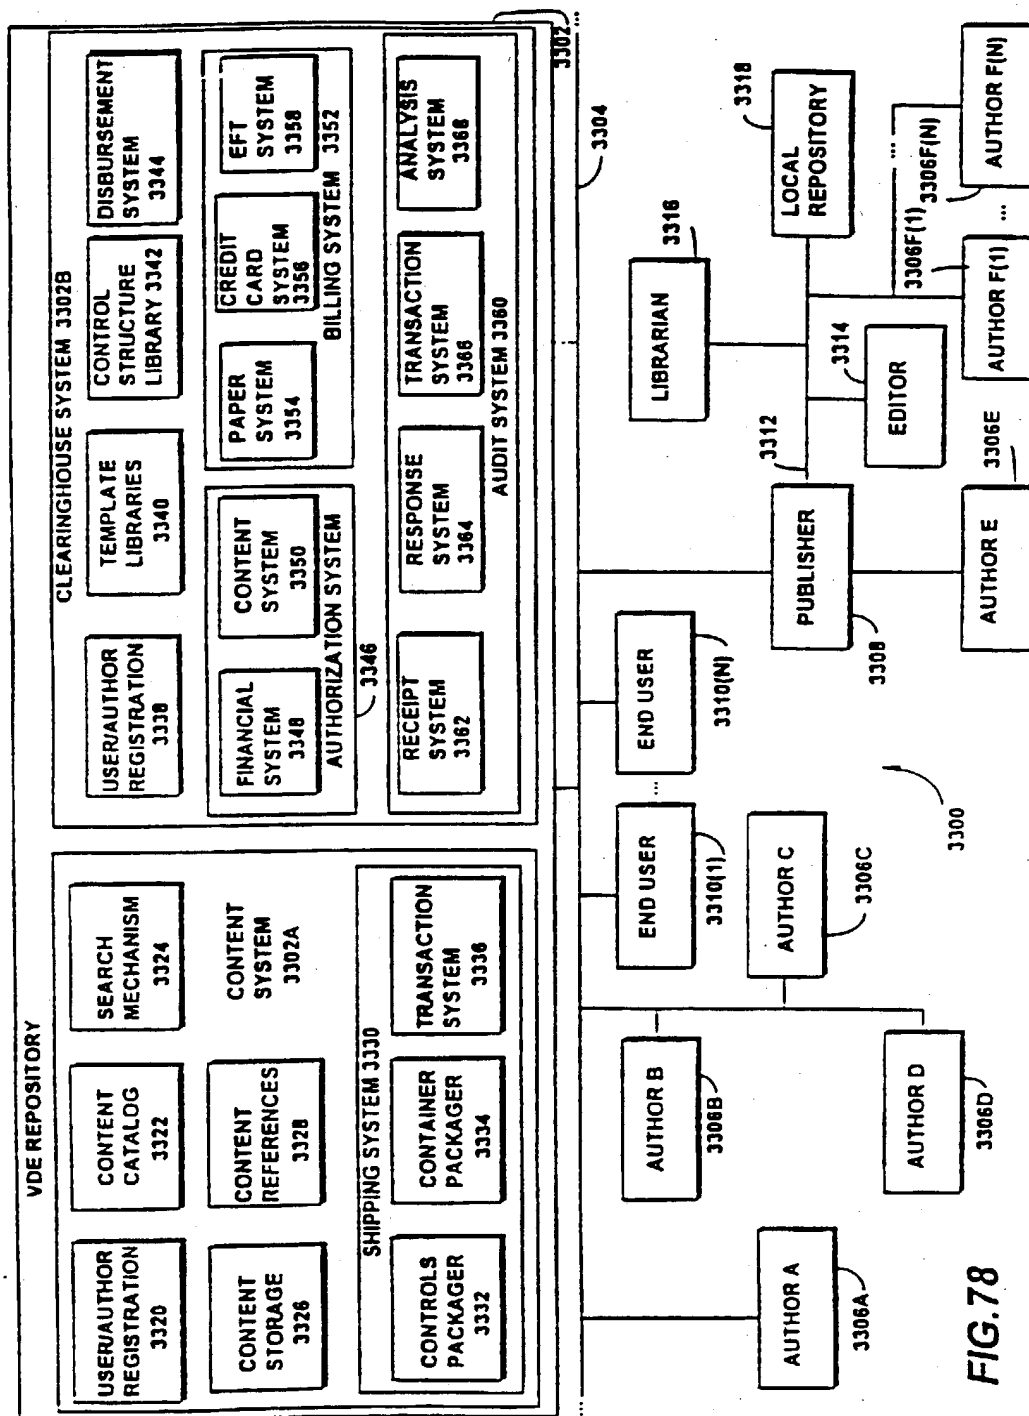 VDE REPOSITORY
USER/AUTHOR
REGISTRATION
3320
CONTENT
CATALOG
3322
SEARCH
MECHANISM
3324
CONTENT
STORAGE
3326
CONTENT
REFERENCES
3328
CONTENT
SYSTEM
3302A
SHIPPING SYSTEM 3330
CONTROLS
PACKAGER
3332
CONTAINER
PACKAGER
3334
TRANSACTION
SYSTEM
3336
CLEARINGHOUSE SYSTEM 3302B
USER/AUTHOR
REGISTRATION
3338
TEMPLATE
LIBRARIES
3340
CONTROL
STRUCTURE
LIBRARY 3342
DISBURSEMENT
SYSTEM
3344
FINANCIAL
SYSTEM
3348
CONTENT
SYSTEM
3350
AUTHORIZATION SYSTEM
3346
PAPER
SYSTEM
3354
CREDIT
CARD
SYSTEM
3356
EFT
SYSTEM
3358
BILLING SYSTEM 3352
RECEIPT
SYSTEM
3362
RESPONSE
SYSTEM
3364
TRANSACTION
SYSTEM
3366
ANALYSIS
SYSTEM
3368
AUDIT SYSTEM 3360
3302
...
...
3304
AUTHOR A
3306A
AUTHOR B
3306B
AUTHOR C
3306C
AUTHOR D
3306D
END USER
3310(1)
...
END USER
3310(N)
PUBLISHER
3308
3312
AUTHOR E
3306E
LIBRARIAN
3316
EDITOR
3314
LOCAL
REPOSITORY
3318
...
AUTHOR F(1)
3306F(1)
...
AUTHOR F(N)
3306F(N)
3300
FIG.78